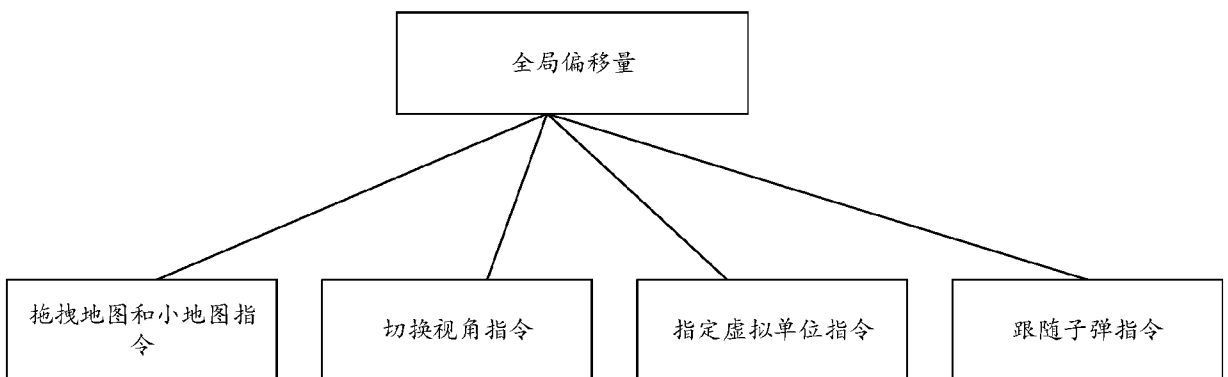 全局偏移量
拖拽地图和小地图指
令
切换视角指令
指定虚拟单位指令
跟随子弹指令